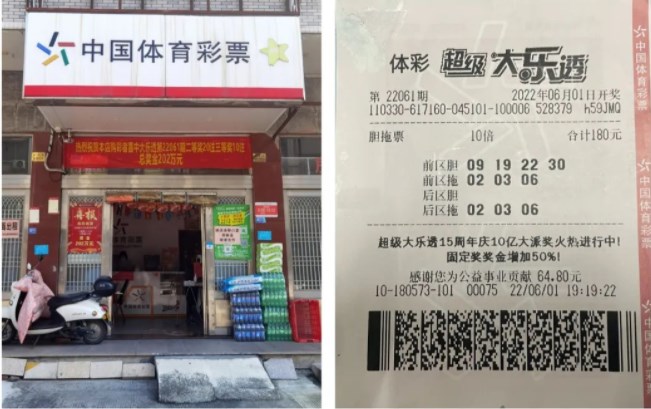 中国体育彩票
热烈祝贺本店购彩者喜中大乐透第22061期二等奖20注三等奖10注
总奖金202万元
体彩 超级大乐透
第 22061期 2022年06月01日开奖
110330-617160-045101-100006 528379 h59JMQ
胆拖票 10倍 合计180元
前区胆 09 19 22 30
前区拖 02 03 06
后区胆
后区拖 02 03 06
超级大乐透15周年庆10亿大派奖火热进行中!
固定奖奖金增加50%!
感谢您为公益事业贡献 64.80元
10-180573-101 00075 22/06/01 19:19:22
中国体育彩票
中国体育彩票